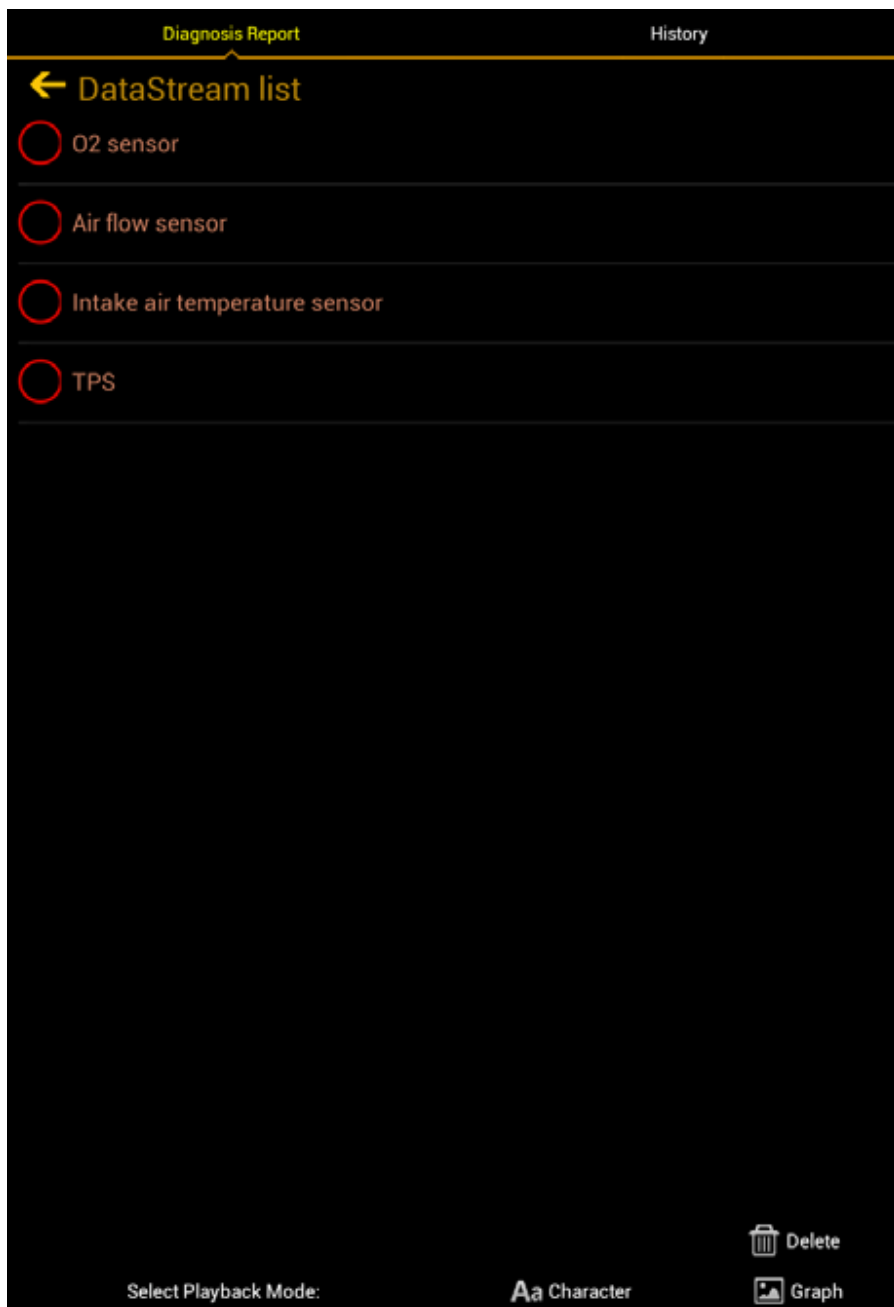 Diagnosis Report History
DataStream list
O2 sensor
Air flow sensor
Intake air temperature sensor
TPS
Delete
Select Playback Mode: Aa Character Graph